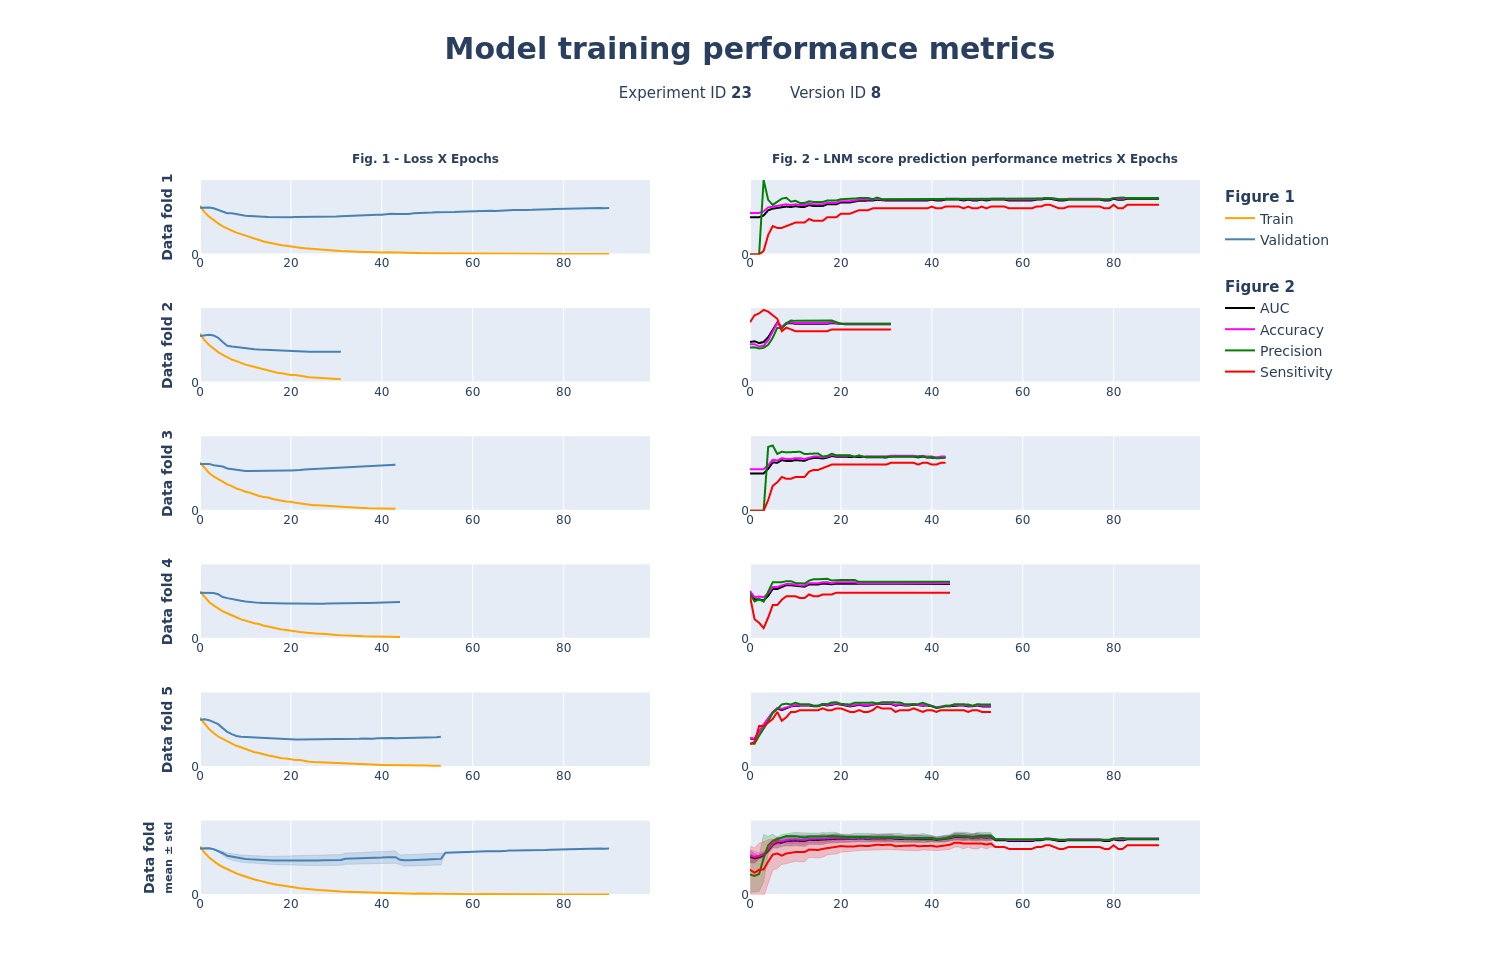 Model training performance metrics
Experiment ID 23 Version ID 8
Fig. 1 - Loss X Epochs
Fig. 2 - LNM score prediction performance metrics X Epochs
Data fold 1
0
0 20 40 60 80
0
0 20 40 60 80
Figure 1
Train
Validation
Figure 2
AUC
Accuracy
Precision
Sensitivity
Data fold 2
0
0 20 40 60 80
0
0 20 40 60 80
Data fold 3
0
0 20 40 60 80
0
0 20 40 60 80
Data fold 4
0
0 20 40 60 80
0
0 20 40 60 80
Data fold 5
0
0 20 40 60 80
0
0 20 40 60 80
Data fold
mean ± std
0
0 20 40 60 80
0
0 20 40 60 80